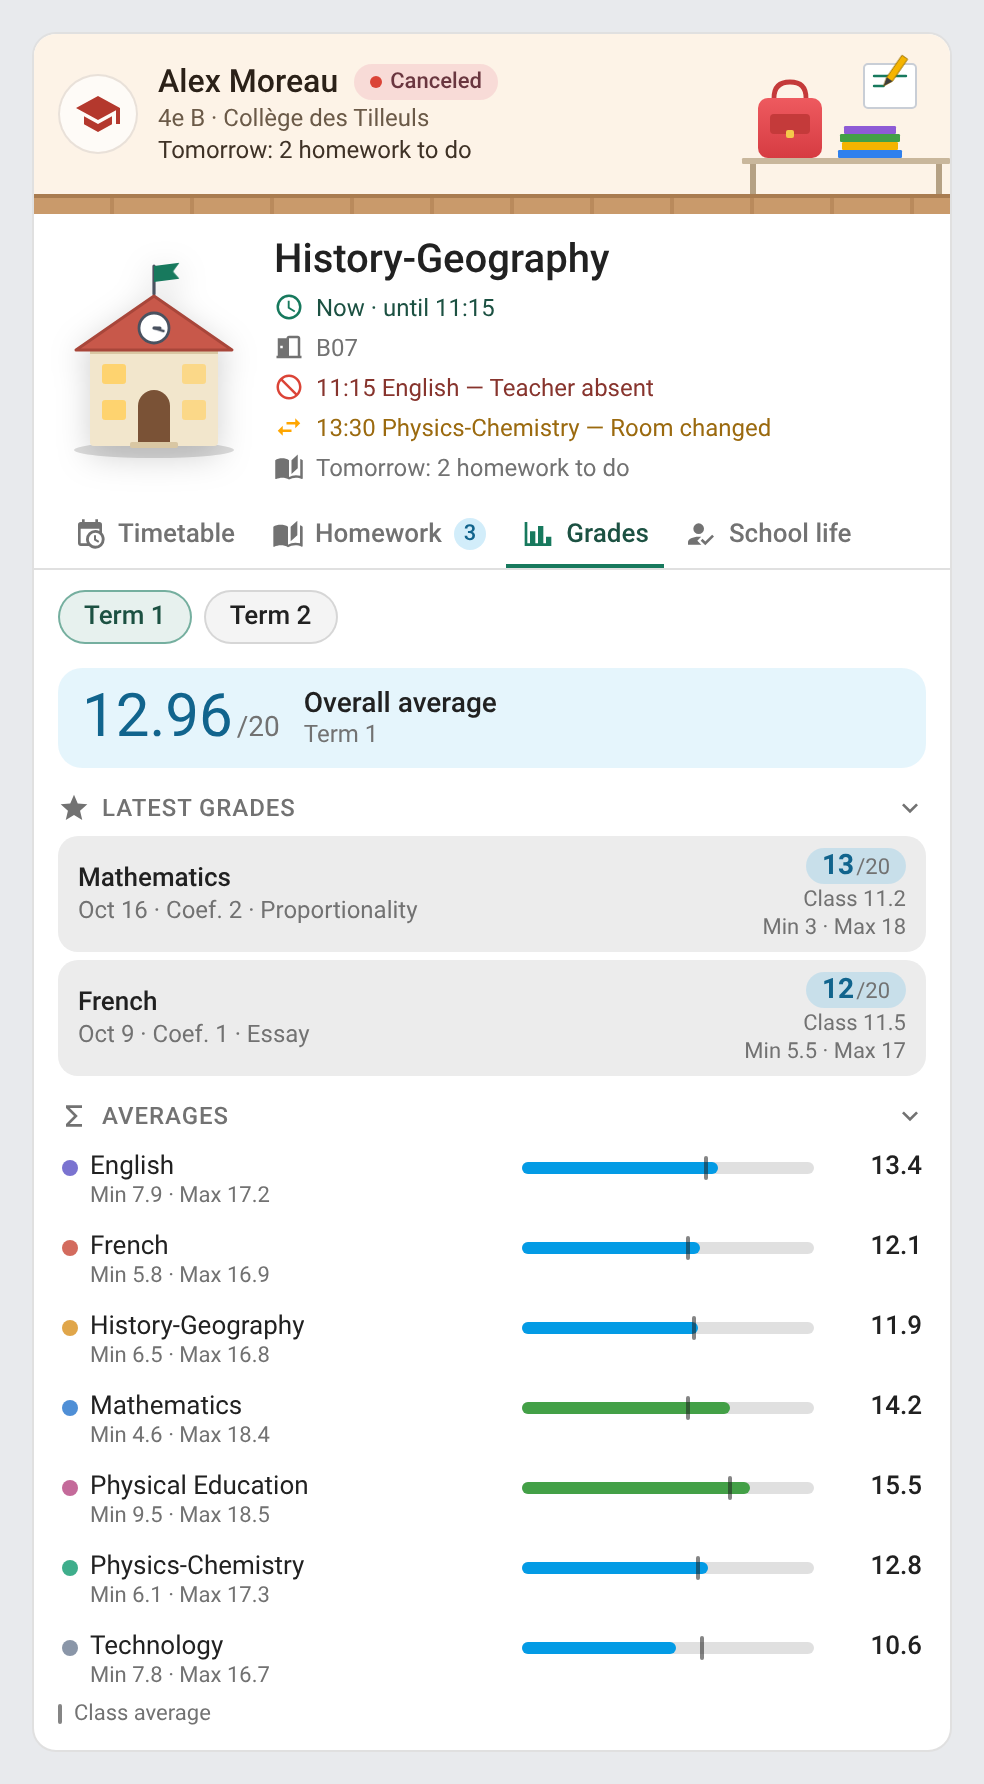 Alex Moreau
Canceled
4e B · Collège des Tilleuls
Tomorrow: 2 homework to do
History-Geography
Now · until 11:15
B07
11:15 English — Teacher absent
13:30 Physics-Chemistry — Room changed
Tomorrow: 2 homework to do
Timetable
Homework 3
Grades
School life
Term 1
Term 2
12.96/20
Overall average
Term 1
LATEST GRADES
Mathematics
Oct 16 · Coef. 2 · Proportionality
13/20
Class 11.2
Min 3 · Max 18
French
Oct 9 · Coef. 1 · Essay
12/20
Class 11.5
Min 5.5 · Max 17
AVERAGES
English
13.4
Min 7.9 · Max 17.2
French
12.1
Min 5.8 · Max 16.9
History-Geography
11.9
Min 6.5 · Max 16.8
Mathematics
14.2
Min 4.6 · Max 18.4
Physical Education
15.5
Min 9.5 · Max 18.5
Physics-Chemistry
12.8
Min 6.1 · Max 17.3
Technology
10.6
Min 7.8 · Max 16.7
Class average